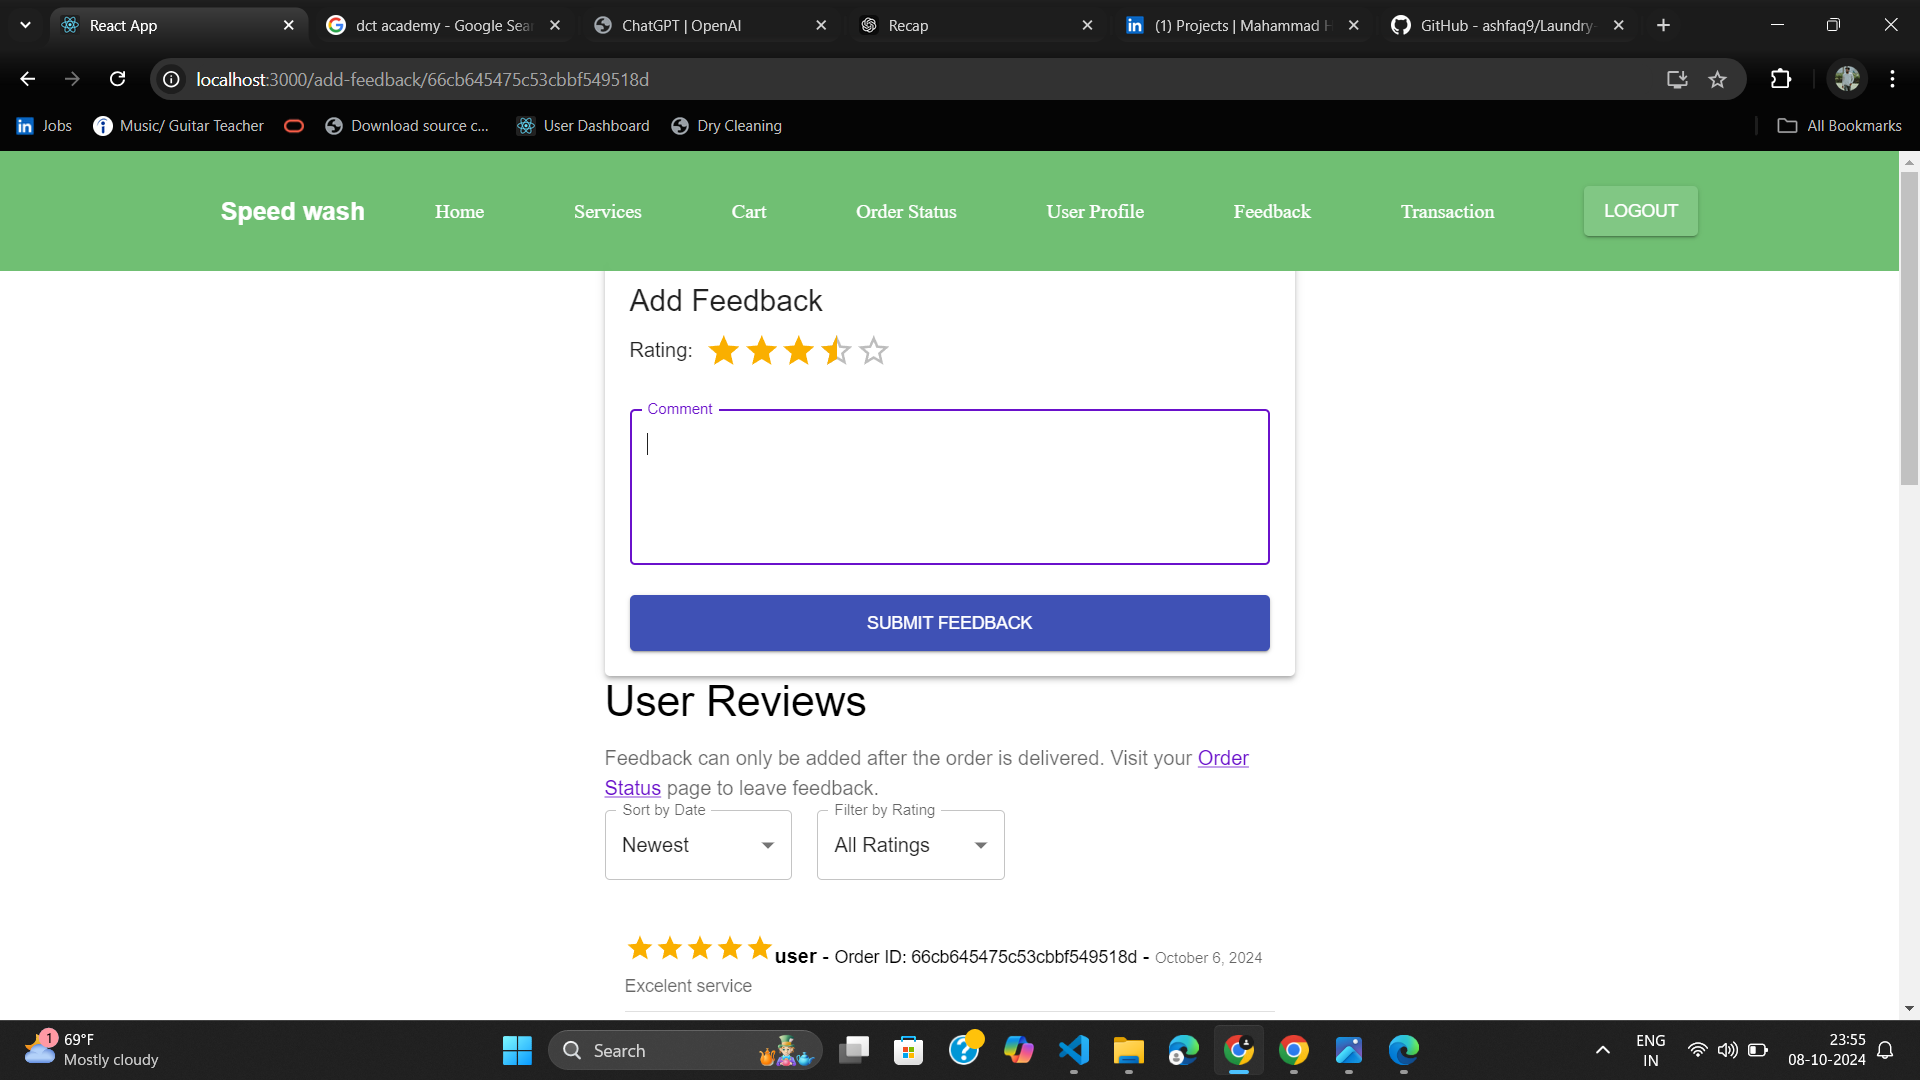 React App
dct academy - Google Sea
ChatGPT | OpenAI
Recap
(1) Projects | Mahammad H
GitHub - ashfaq9/Laundry-
localhost:3000/add-feedback/66cb645475c53cbbf549518d
Jobs
Music/ Guitar Teacher
Download source c...
User Dashboard
Dry Cleaning
All Bookmarks
Speed wash
Home
Services
Cart
Order Status
User Profile
Feedback
Transaction
LOGOUT
Add Feedback
Rating:
Comment
SUBMIT FEEDBACK
User Reviews
Feedback can only be added after the order is delivered. Visit your Order
Status page to leave feedback.
Sort by Date
Filter by Rating
Newest
All Ratings
user - Order ID: 66cb645475c53cbbf549518d - October 6, 2024
Excelent service
1
69°F
Mostly cloudy
Search
ENG
IN
23:55
08-10-2024